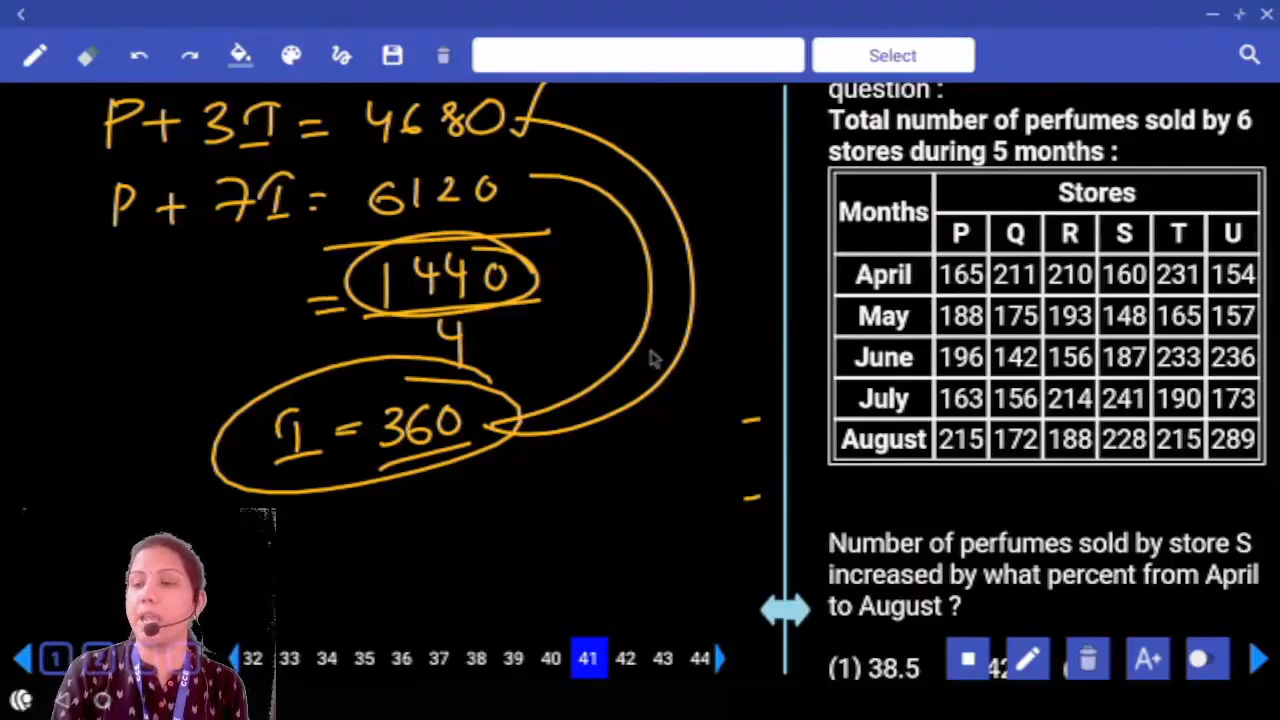 Select
P + 3I = 4680
P + 7I = 6120
= 1440
4
I = 360
question :
Total number of perfumes sold by 6
stores during 5 months :
Months Stores
P Q R S T U
April 165 211 210 160 231 154
May 188 175 193 148 165 157
June 196 142 156 187 233 236
July 163 156 214 241 190 173
August 215 172 188 228 215 289
Number of perfumes sold by store S
increased by what percent from April
to August ?
(1) 38.5
1 32 33 34 35 36 37 38 39 40 41 42 43 44
A+